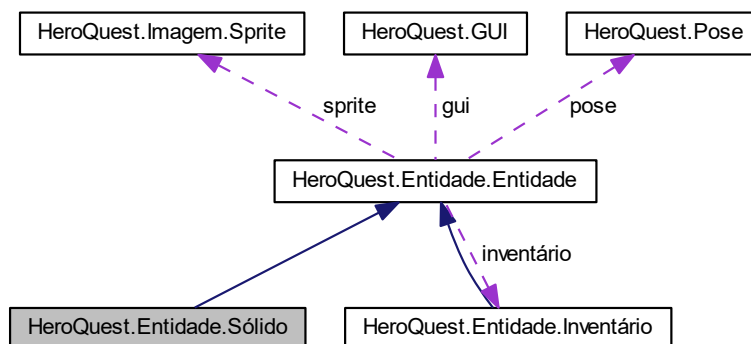 HeroQuest.Imagem.Sprite
HeroQuest.GUI
HeroQuest.Pose
sprite
gui
pose
HeroQuest.Entidade.Entidade
inventário
HeroQuest.Entidade.Sólido
HeroQuest.Entidade.Inventário